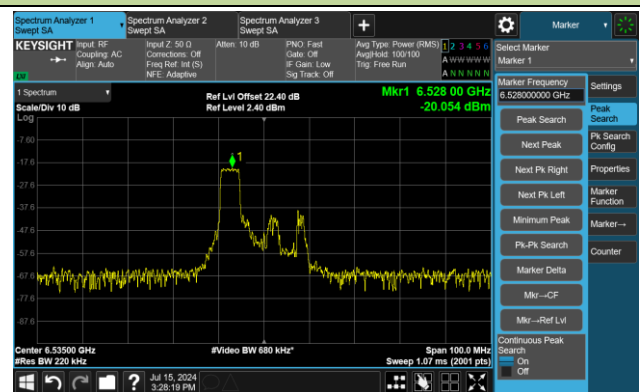 Spectrum Analyzer 1
Swept SA
Spectrum Analyzer 2
Swept SA
Spectrum Analyzer 3
Swept SA
+
Marker
KEYSIGHT
Input: RF
Coupling: AC
Align: Auto
Input Z: 50 Ω
Corrections: Off
Freq Ref: Int (S)
NFE: Adaptive
Atten: 10 dB
PNO: Fast
Gate: Off
IF Gain: Low
Sig Track: Off
Avg Type: Power (RMS)
Avg|Hold: 100/100
Trig: Free Run
1 2 3 4 5 6
A W W W W W
A N N N N N
Select Marker
Marker 1
1 Spectrum
Scale/Div 10 dB
Log
Ref Lvl Offset 22.40 dB
Ref Level 2.40 dBm
Mkr1 6.528 00 GHz
-20.054 dBm
-7.60
-17.6
-27.6
-37.6
-47.6
-57.6
-67.6
-77.6
-87.6
1
Center 6.53500 GHz
#Res BW 220 kHz
#Video BW 680 kHz*
Span 100.0 MHz
Sweep 1.07 ms (2001 pts)
Marker Frequency
6.528000000 GHz
Peak Search
Next Peak
Next Pk Right
Next Pk Left
Minimum Peak
Pk-Pk Search
Marker Delta
Mkr→CF
Mkr→Ref Lvl
Continuous Peak
Search
On
Off
Settings
Peak
Search
Pk Search
Config
Properties
Marker
Function
Marker→
Counter
?
Jul 15, 2024
3:28:19 PM